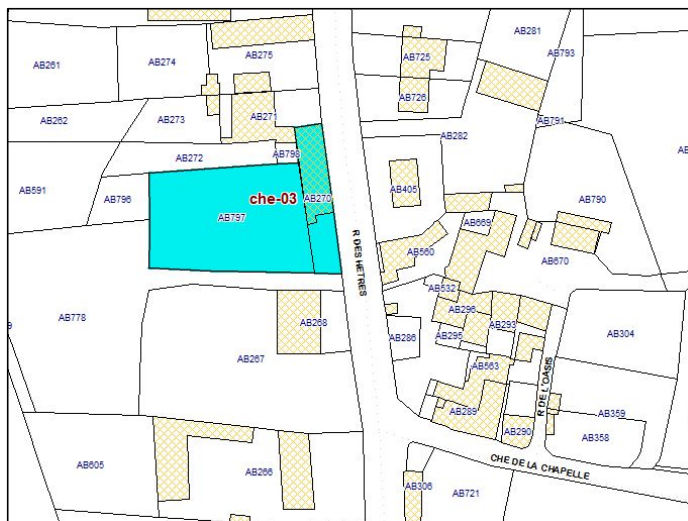 AB281
AB793
AB275
AB725
AB261
AB274
AB726
AB262
AB273
AB271
AB791
AB282
AB272
AB798
AB591
AB796
che-03
AB270
AB405
AB790
AB797
AB669
R DES HETRES
AB560
AB670
AB532
AB778
AB268
AB296
AB293
AB304
AB286
AB295
AB267
AB563
R DE L'OASIS
AB289
AB359
AB290
AB358
AB605
AB266
CHE DE LA CHAPELLE
AB306
AB721